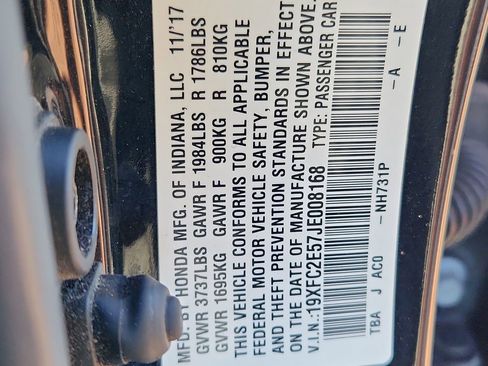 MFD. BY HONDA MFG. OF INDIANA, LLC 11/17
GVWR 3737LBS GAWR F 1984LBS R 1786LBS
GVWR 1695KG GAWR F 900KG R 810KG
THIS VEHICLE CONFORMS TO ALL APPLICABLE
FEDERAL MOTOR VEHICLE SAFETY, BUMPER,
AND THEFT PREVENTION STANDARDS IN EFFECT
ON THE DATE OF MANUFACTURE SHOWN ABOVE.
V.I.N.:19XFC2E57JE008168 TYPE: PASSENGER CAR
TBA J AC0 -NH731P -A -E